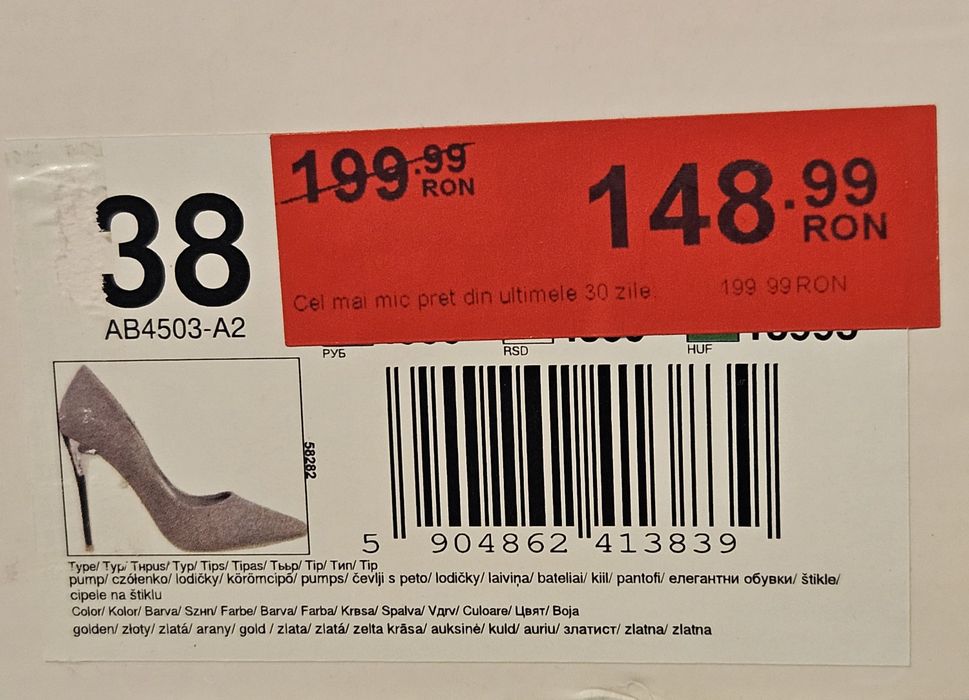 199.99 RON
148.99 RON
Cel mai mic pret din ultimele 30 zile. 199 99 RON
38
AB4503-A2
РУБ RSD HUF
58282
5 904862 413839
Type/ Typ/ Típus/ Typ/ Tips/ Tipas/ Тьър/ Tip/ Тип/ Tip
pump/ czółenko/ lodičky/ körömcipő/ pumps/ čevlji s peto/ lodičky/ laiviņa/ bateliai/ kiil/ pantofi/ елегантни обувки/ štikle/
cipele na štiklu
Color/ Kolor/ Barva/ Szнп/ Farbe/ Barva/ Farba/ Krвsa/ Spalva/ Vдrv/ Culoare/ Цвят/ Boja
golden/ złoty/ zlatá/ arany/ gold / zlata/ zlatá/ zelta krāsa/ auksinė/ kuld/ auriu/ златист/ zlatna/ zlatna